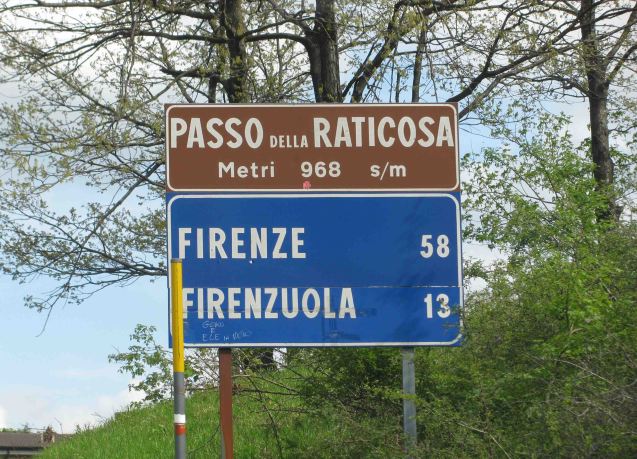 PASSO DELLA RATICOSA
Metri 968 s/m
FIRENZE 58
FIRENZUOLA 13